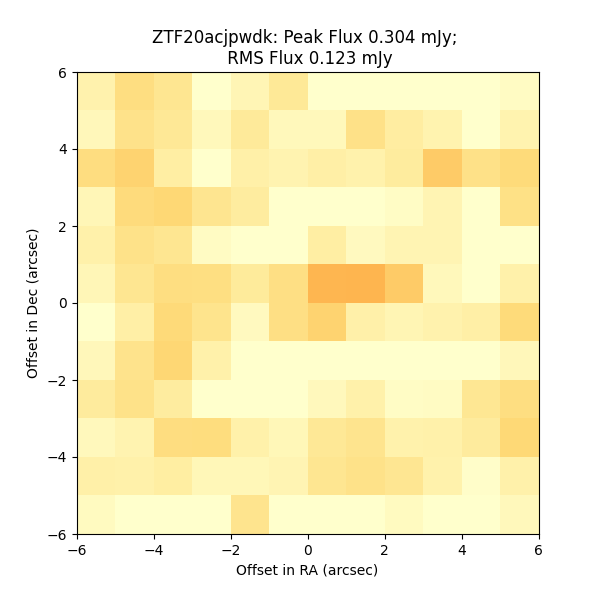 ZTF20acjpwdk: Peak Flux 0.304 mJy;
RMS Flux 0.123 mJy
6
4
2
0
−2
−4
−6
Offset in Dec (arcsec)
−6 −4 −2 0 2 4 6
Offset in RA (arcsec)